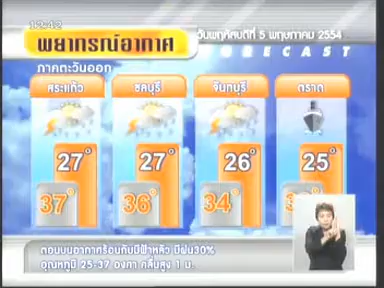 12:42
วันพฤหัสบดีที่ 5 พฤษภาคม 2554
พยากรณ์อากาศ
FORECAST
ภาคตะวันออก
สระแก้ว ชลบุรี จันทบุรี ตราด
27° 27° 26° 25°
37° 36° 34° 3
ตอนบนอากาศร้อนกับมีฟ้าหลัว มีฝน30%
อุณหภูมิ 25-37 องศา คลื่นสูง 1 ม.